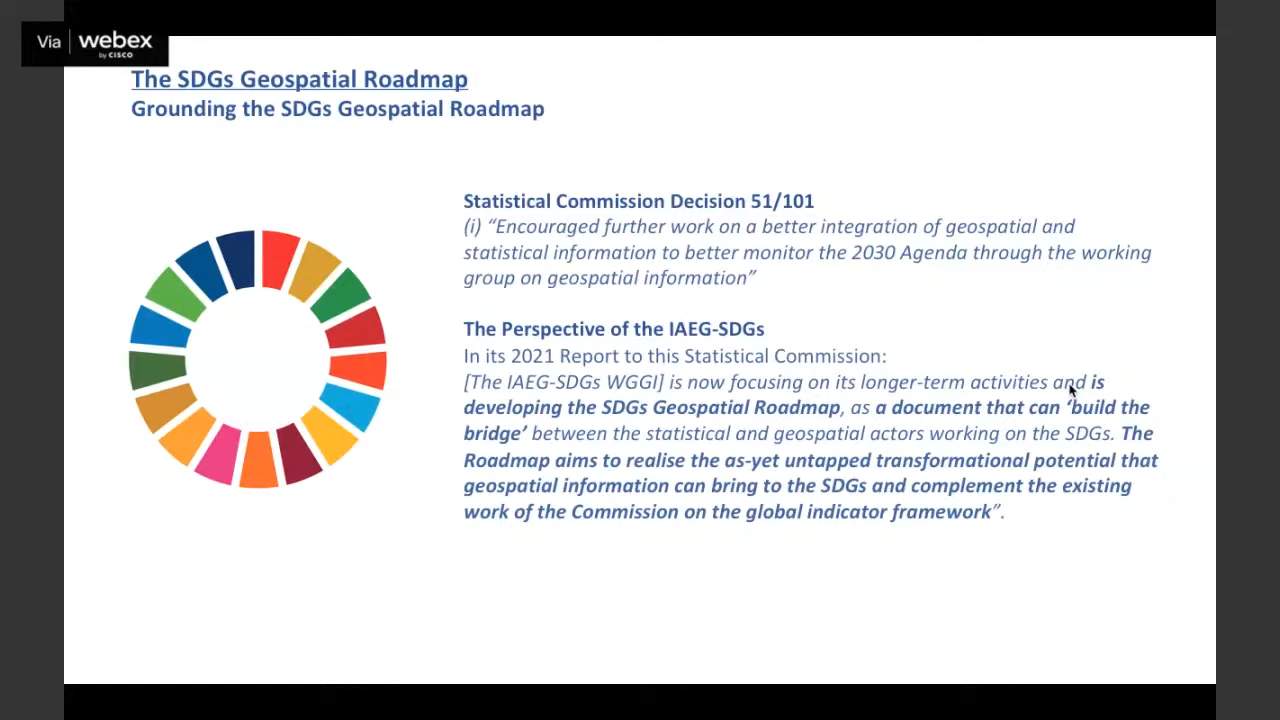 Via webex
by CISCO
The SDGs Geospatial Roadmap
Grounding the SDGs Geospatial Roadmap
Statistical Commission Decision 51/101
(i) “Encouraged further work on a better integration of geospatial and
statistical information to better monitor the 2030 Agenda through the working
group on geospatial information”
The Perspective of the IAEG-SDGs
In its 2021 Report to this Statistical Commission:
[The IAEG-SDGs WGGI] is now focusing on its longer-term activities and is
developing the SDGs Geospatial Roadmap, as a document that can ‘build the
bridge’ between the statistical and geospatial actors working on the SDGs. The
Roadmap aims to realise the as-yet untapped transformational potential that
geospatial information can bring to the SDGs and complement the existing
work of the Commission on the global indicator framework”.